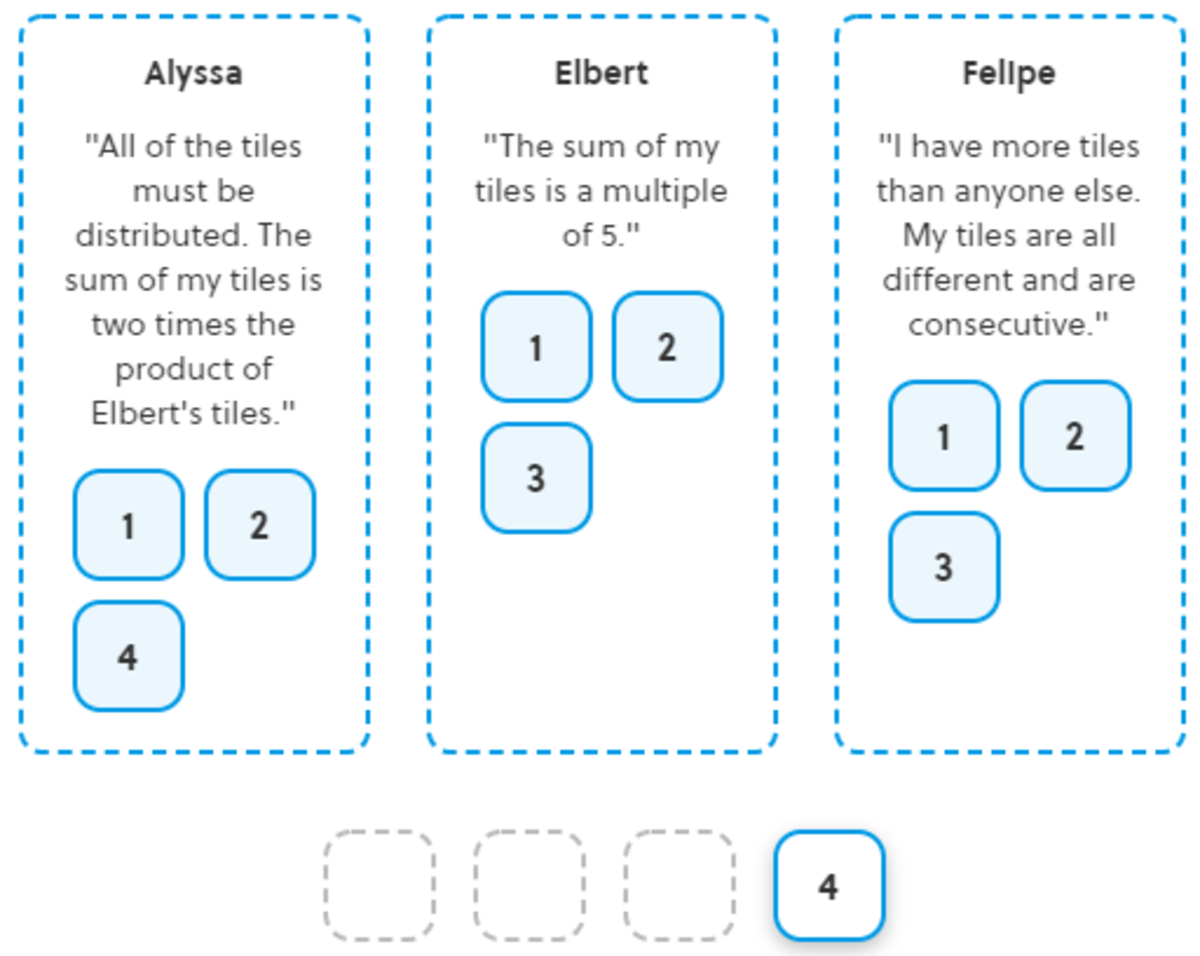 Alyssa
"All of the tiles
must be
distributed. The
sum of my tiles is
two times the
product of
Elbert's tiles."
1 2
4
Elbert
"The sum of my
tiles is a multiple
of 5."
1 2
3
FelIpe
"I have more tiles
than anyone else.
My tiles are all
different and are
consecutive."
1 2
3
4